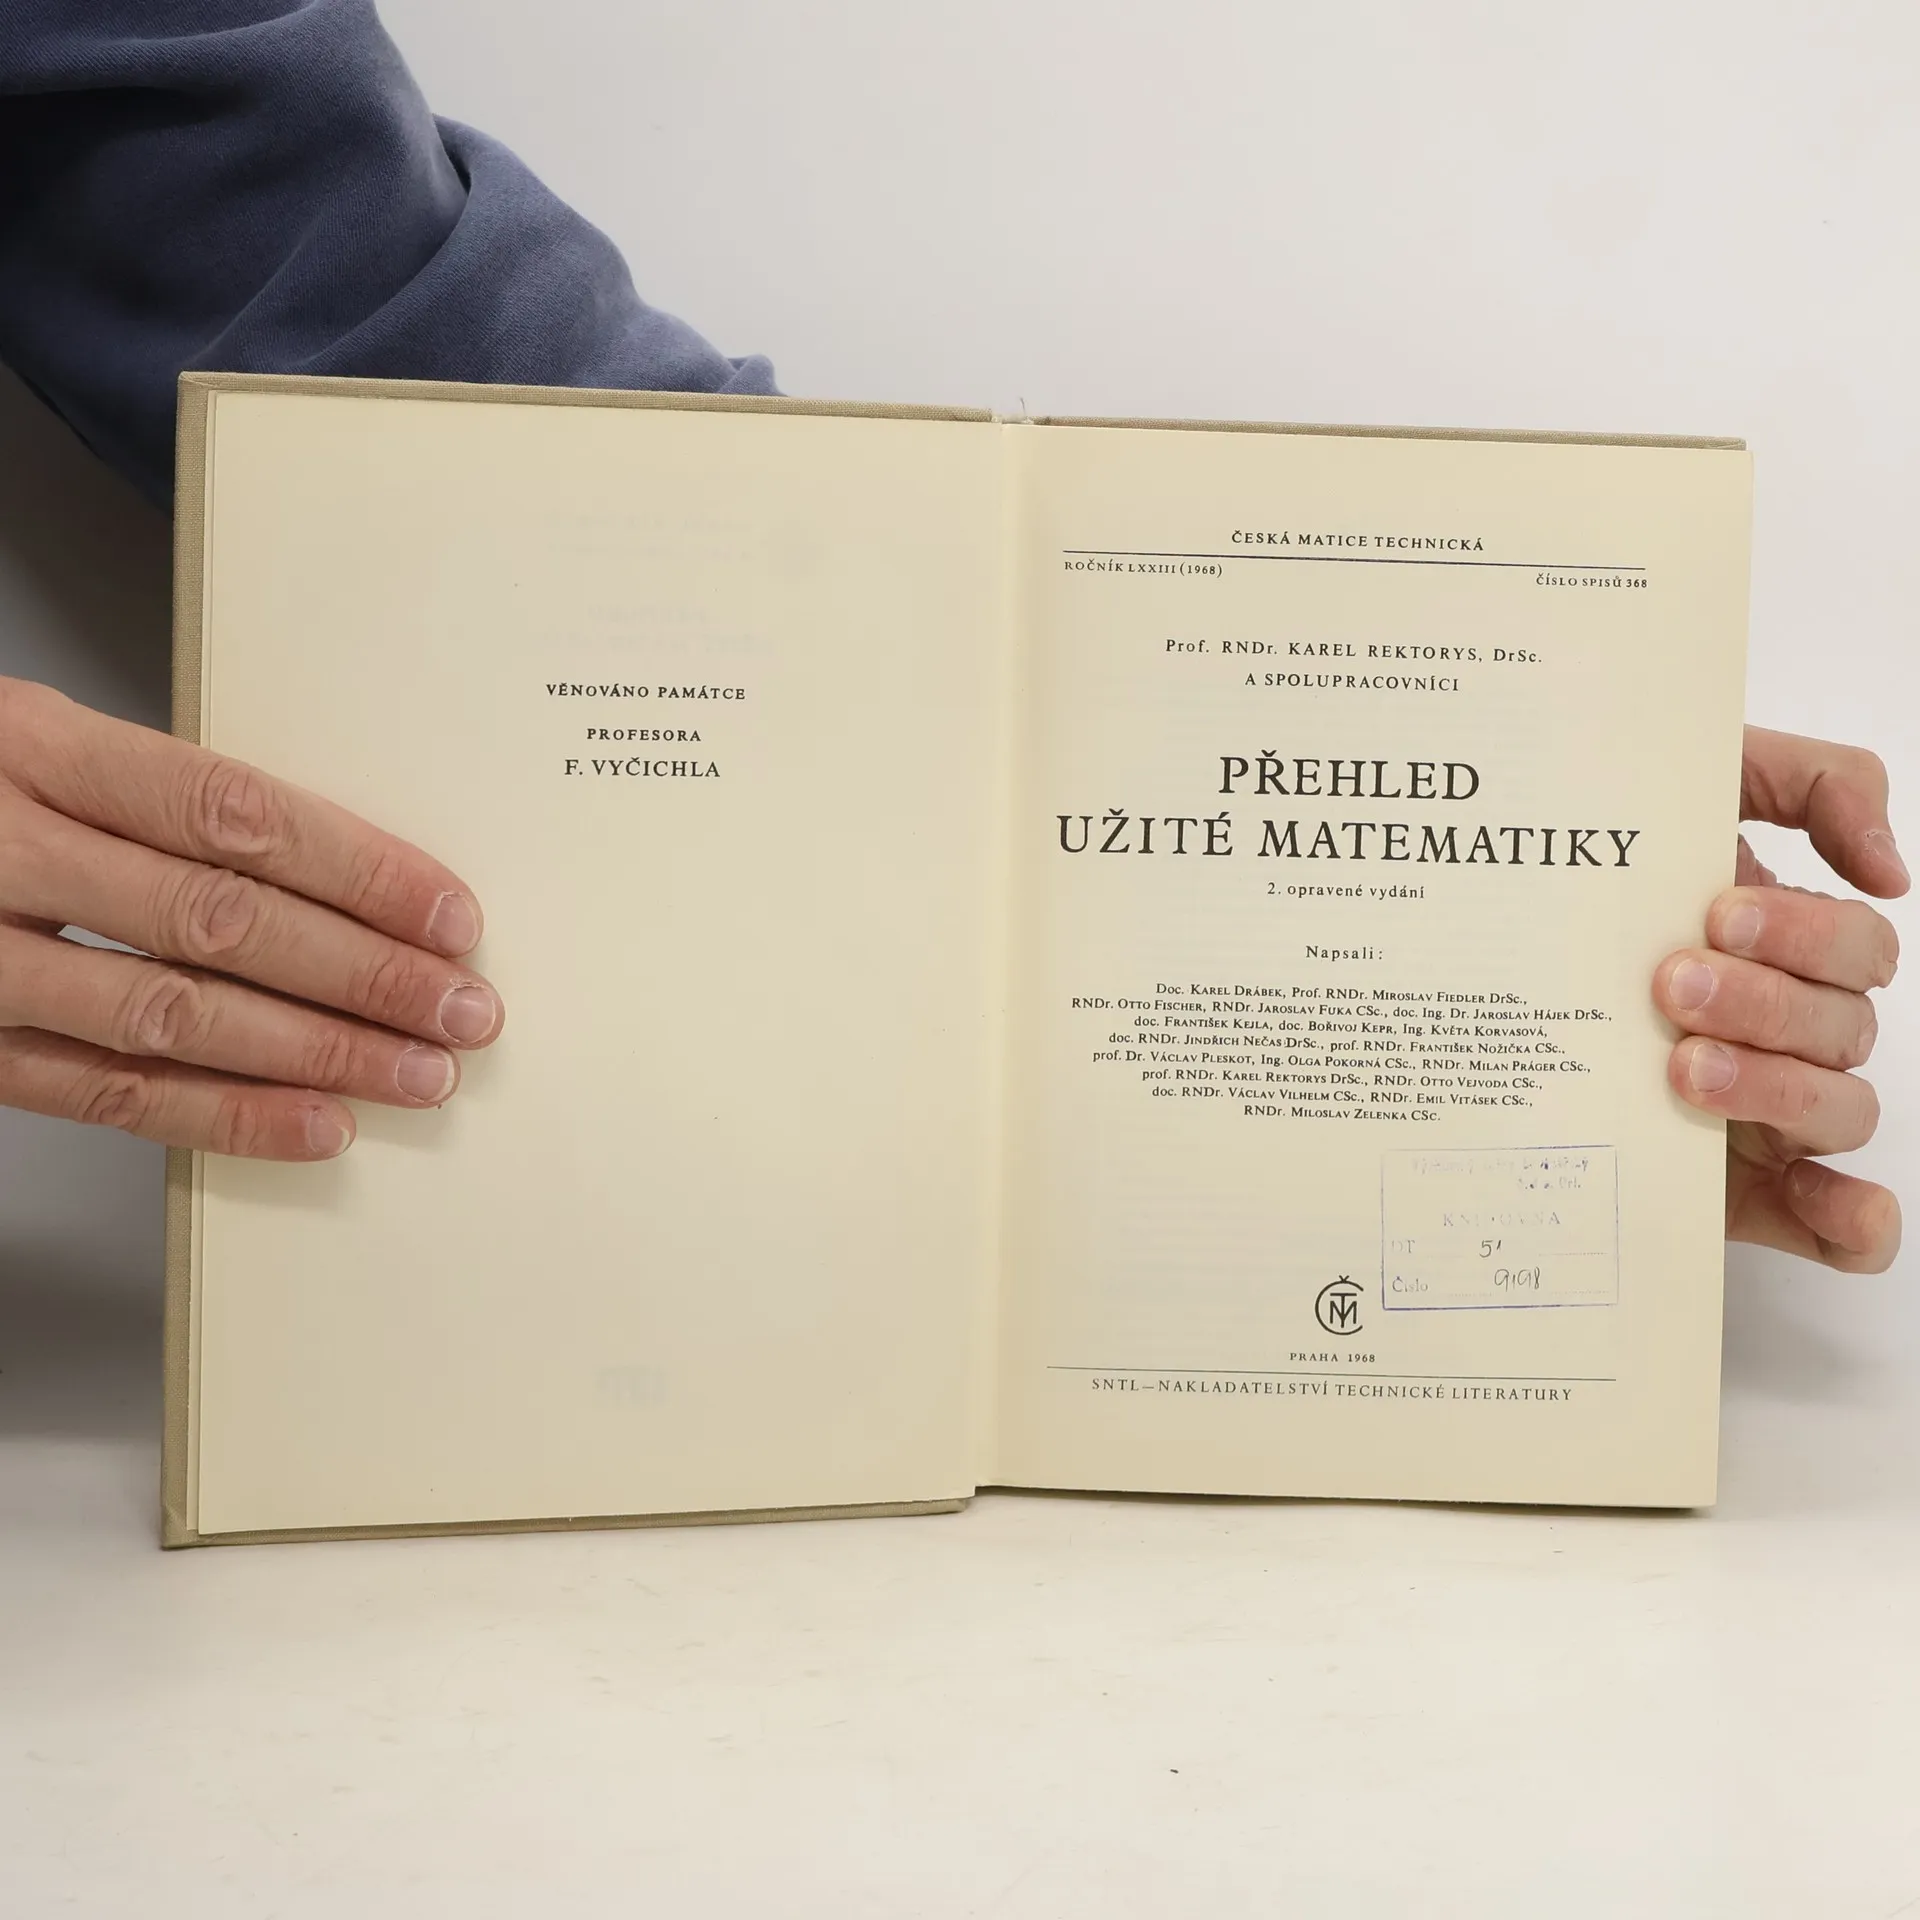 VĚNOVÁNO PAMÁTCE
PROFESORA
F. VYČICHLA
ČESKÁ MATICE TECHNICKÁ
ROČNÍK LXXIII (1968)
ČÍSLO SPISŮ 368
Prof. RNDr. KAREL REKTORYS, DrSc.
A SPOLUPRACOVNÍCI
PŘEHLED
UŽITÉ MATEMATIKY
2. opravené vydání
Napsali:
Doc. KAREL DRÁBEK, Prof. RNDr. MIROSLAV FIEDLER DrSc.,
RNDr. OTTO FISCHER, RNDr. JAROSLAV FUKA CSc., doc. Ing. Dr. JAROSLAV HÁJEK DrSc.,
doc. FRANTIŠEK KEJLA, doc. BOŘIVOJ KEPR, Ing. KVĚTA KORVASOVÁ,
doc. RNDr. JINDŘICH NEČAS DrSc., prof. RNDr. FRANTIŠEK NOŽIČKA CSc.,
prof. Dr. VÁCLAV PLESKOT, Ing. OLGA POKORNÁ CSc., RNDr. MILAN PRÁGER CSc.,
prof. RNDr. KAREL REKTORYS DrSc., RNDr. OTTO VEJVODA CSc.,
doc. RNDr. VÁCLAV VILHELM CSc., RNDr. EMIL VITÁSEK CSc.,
RNDr. MILOSLAV ZELENKA CSc.
KNIHOVNA
DT 51
Číslo 9198
ČMT
PRAHA 1968
SNTL—NAKLADATELSTVÍ TECHNICKÉ LITERATURY